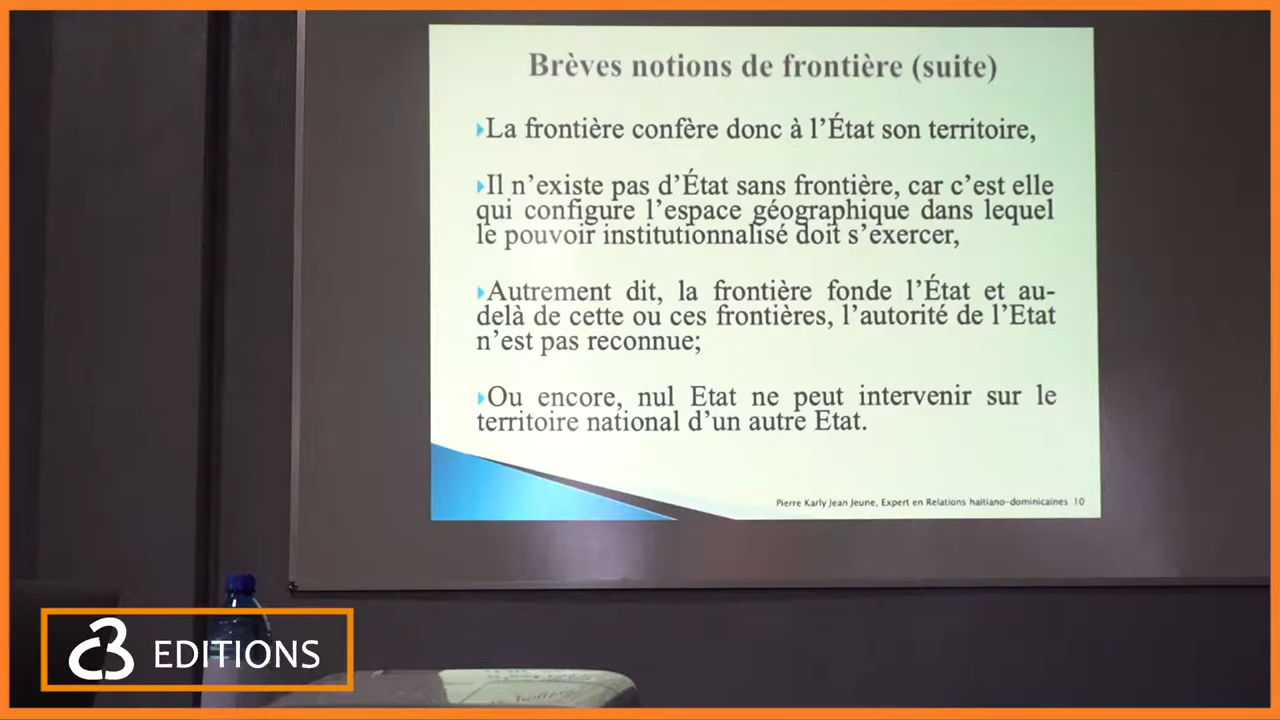 Brèves notions de frontière (suite)
La frontière confère donc à l'État son territoire,
Il n'existe pas d'État sans frontière, car c'est elle
qui configure l'espace géographique dans lequel
le pouvoir institutionnalisé doit s'exercer,
Autrement dit, la frontière fonde l'État et au-
delà de cette ou ces frontières, l'autorité de l'Etat
n'est pas reconnue;
Ou encore, nul Etat ne peut intervenir sur le
territoire national d'un autre Etat.
Pierre Karly Jean Jeune, Expert en Relations haïtiano-dominicaines 10
EDITIONS